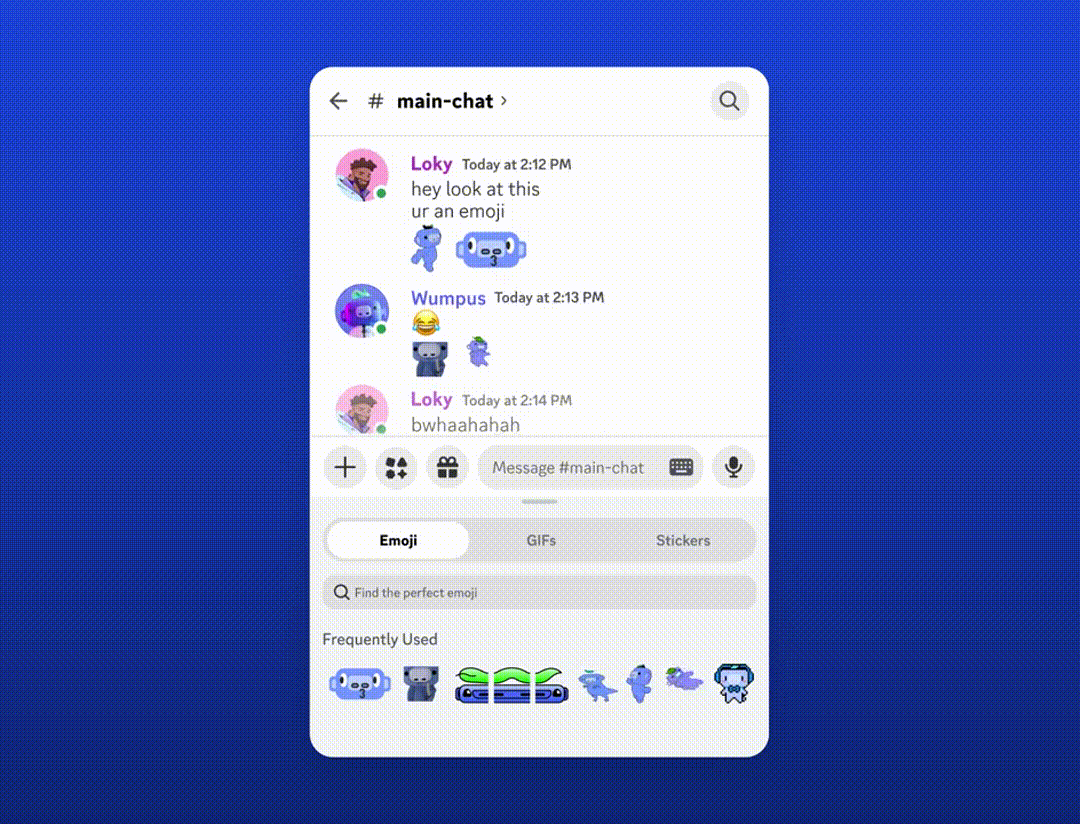 # main-chat ›
Loky Today at 2:12 PM
hey look at this
ur an emoji
Wumpus Today at 2:13 PM
Loky Today at 2:14 PM
bwhaahahah
Message #main-chat
Emoji GIFs Stickers
Find the perfect emoji
Frequently Used